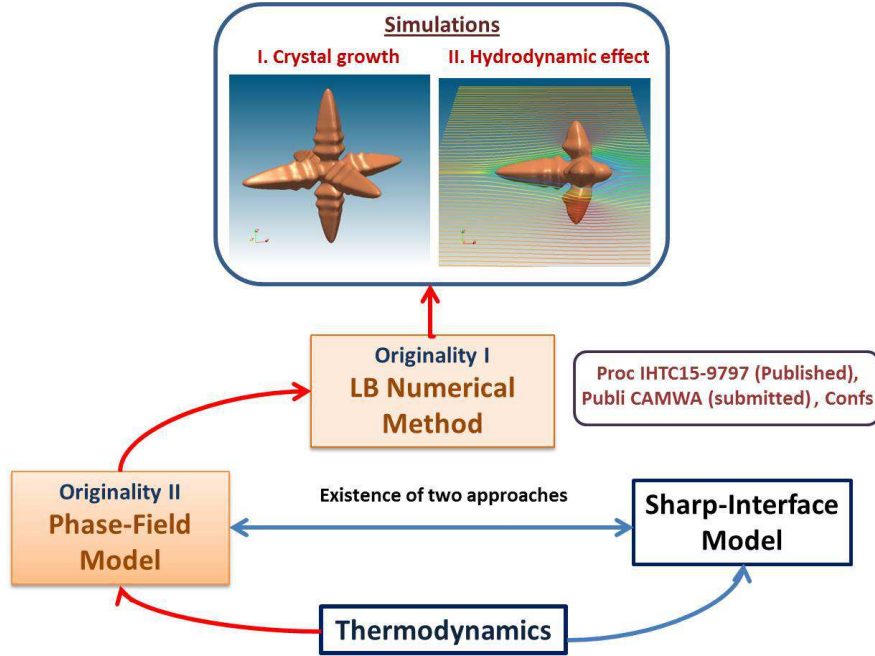 Simulations
I. Crystal growth
II. Hydrodynamic effect
Originality I
LB Numerical
Method
Proc IHTC15-9797 (Published),
Publi CAMWA (submitted) , Confs
Originality II
Phase-Field
Model
Existence of two approaches
Sharp-Interface
Model
Thermodynamics